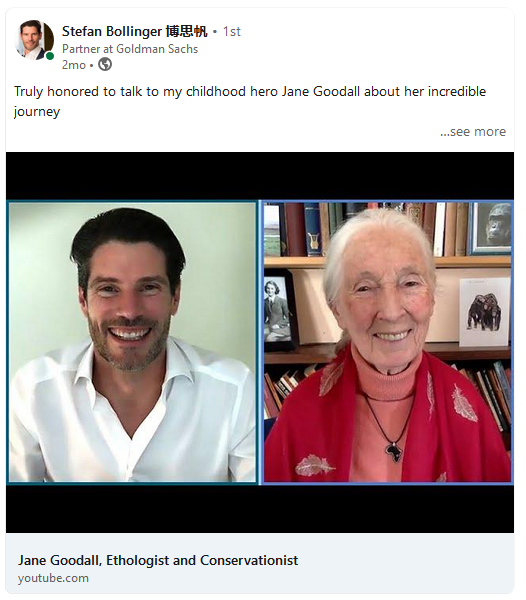 Stefan Bollinger 博思帆 • 1st
Partner at Goldman Sachs
2mo •
Truly honored to talk to my childhood hero Jane Goodall about her incredible
journey
...see more
Jane Goodall, Ethologist and Conservationist
youtube.com